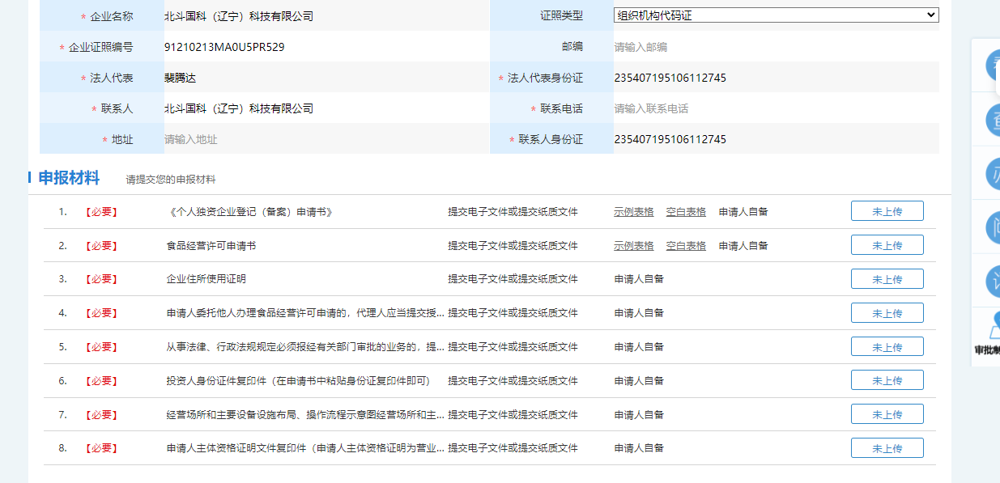 * 企业名称 北斗国科（辽宁）科技有限公司 证照类型 组织机构代码证
* 企业证照编号 91210213MA0U5PR529 邮编 请输入邮编
* 法人代表 裴腾达 * 法人代表身份证 235407195106112745
* 联系人 北斗国科（辽宁）科技有限公司 * 联系电话 请输入联系电话
* 地址 请输入地址 * 联系人身份证 235407195106112745
申报材料 请提交您的申报材料
1. 【必要】 《个人独资企业登记（备案）申请书》 提交电子文件或提交纸质文件 示例表格 空白表格 申请人自备 未上传
2. 【必要】 食品经营许可申请书 提交电子文件或提交纸质文件 示例表格 空白表格 申请人自备 未上传
3. 【必要】 企业住所使用证明 提交电子文件或提交纸质文件 申请人自备 未上传
4. 【必要】 申请人委托他人办理食品经营许可申请的，代理人应当提交授... 提交电子文件或提交纸质文件 申请人自备 未上传
5. 【必要】 从事法律、行政法规规定必须报经有关部门审批的业务的，提... 提交电子文件或提交纸质文件 申请人自备 未上传
6. 【必要】 投资人身份证件复印件（在申请书中粘贴身份证复印件即可） 提交电子文件或提交纸质文件 申请人自备 未上传
7. 【必要】 经营场所和主要设备设施布局、操作流程示意图经营场所和主... 提交电子文件或提交纸质文件 申请人自备 未上传
8. 【必要】 申请人主体资格证明文件复印件（申请人主体资格证明为营业... 提交电子文件或提交纸质文件 申请人自备 未上传
审批